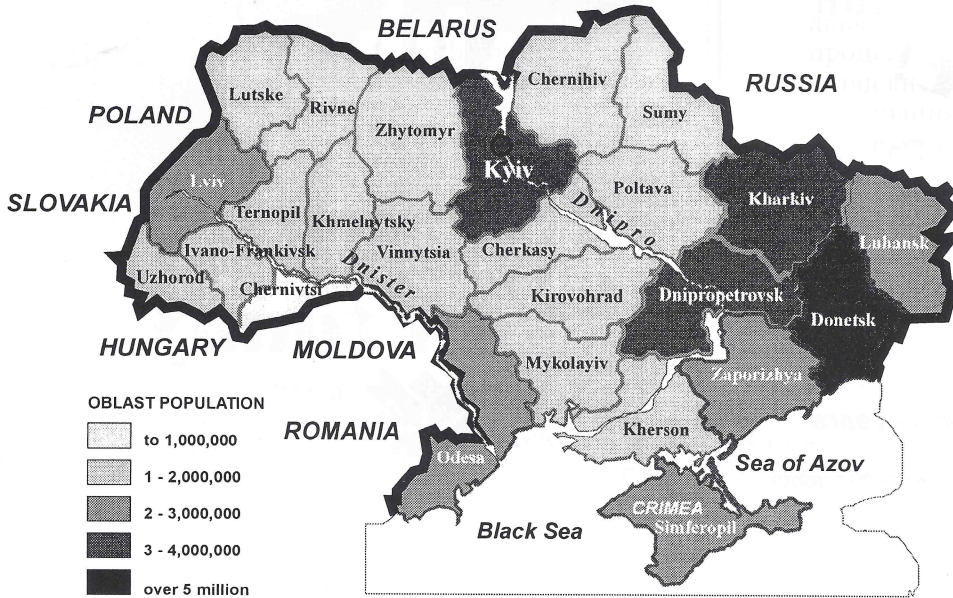 BELARUS
RUSSIA
POLAND
SLOVAKIA
HUNGARY
MOLDOVA
ROMANIA
Lutske
Rivne
Zhytomyr
Kyiv
Chernihiv
Sumy
Lviv
Ternopil
Khmelnytsky
Vinnytsia
Cherkasy
Poltava
Kharkiv
Luhansk
Ivano-Frankivsk
Uzhorod
Chernivtsi
Dnister
Dnipro
Kirovohrad
Dnipropetrovsk
Donetsk
Mykolayiv
Zaporizhya
Kherson
Odesa
Sea of Azov
Black Sea
CRIMEA
Simferopil
OBLAST POPULATION
to 1,000,000
1 - 2,000,000
2 - 3,000,000
3 - 4,000,000
over 5 million